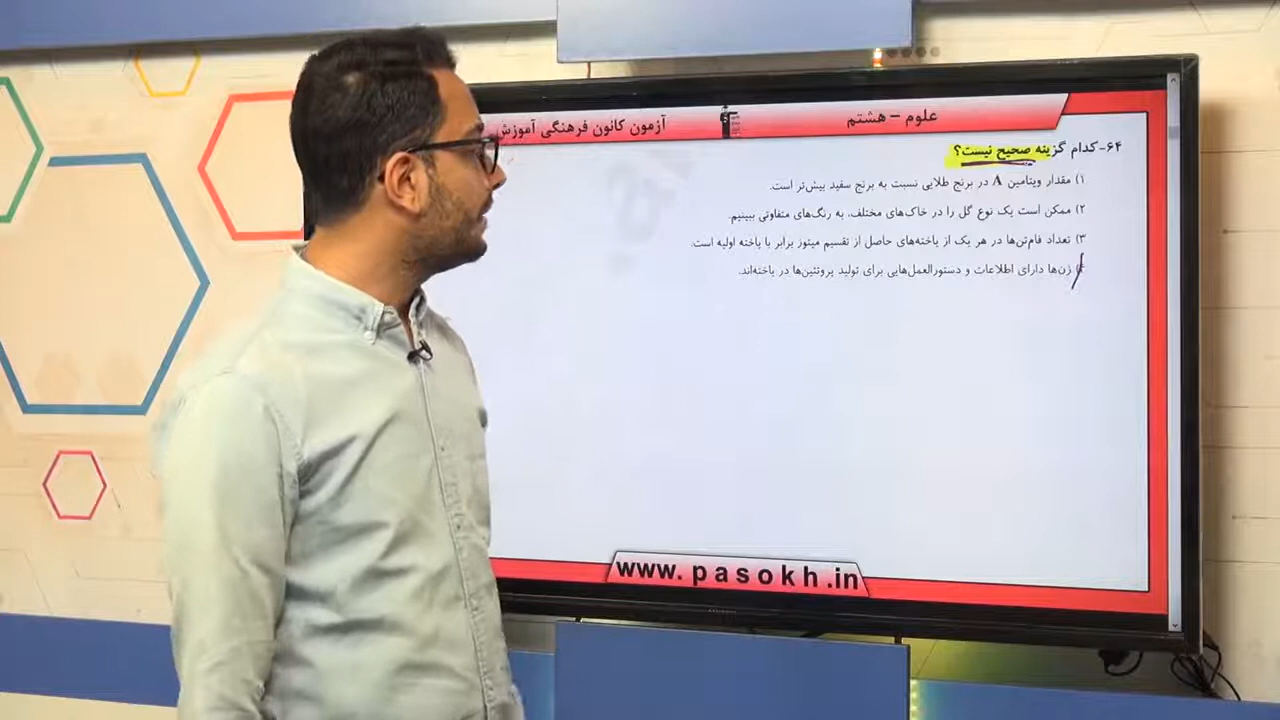 علوم – هشتم
آزمون کانون فرهنگی آموزش
۶۴-کدام گزینه صحیح نیست؟
۱) مقدار ویتامین A در برنج طلایی نسبت به برنج سفید بیش‌تر است.
۲) ممکن است یک نوع گل را در خاک‌های مختلف، به رنگ‌های متفاوتی ببینیم.
۳) تعداد فام‌تن‌ها در هر یک از یاخته‌های حاصل از تقسیم میتوز برابر با یاخته اولیه است.
۴) ژن‌ها دارای اطلاعات و دستورالعمل‌هایی برای تولید پروتئین‌ها در یاخته‌اند.
www.pasokh.in